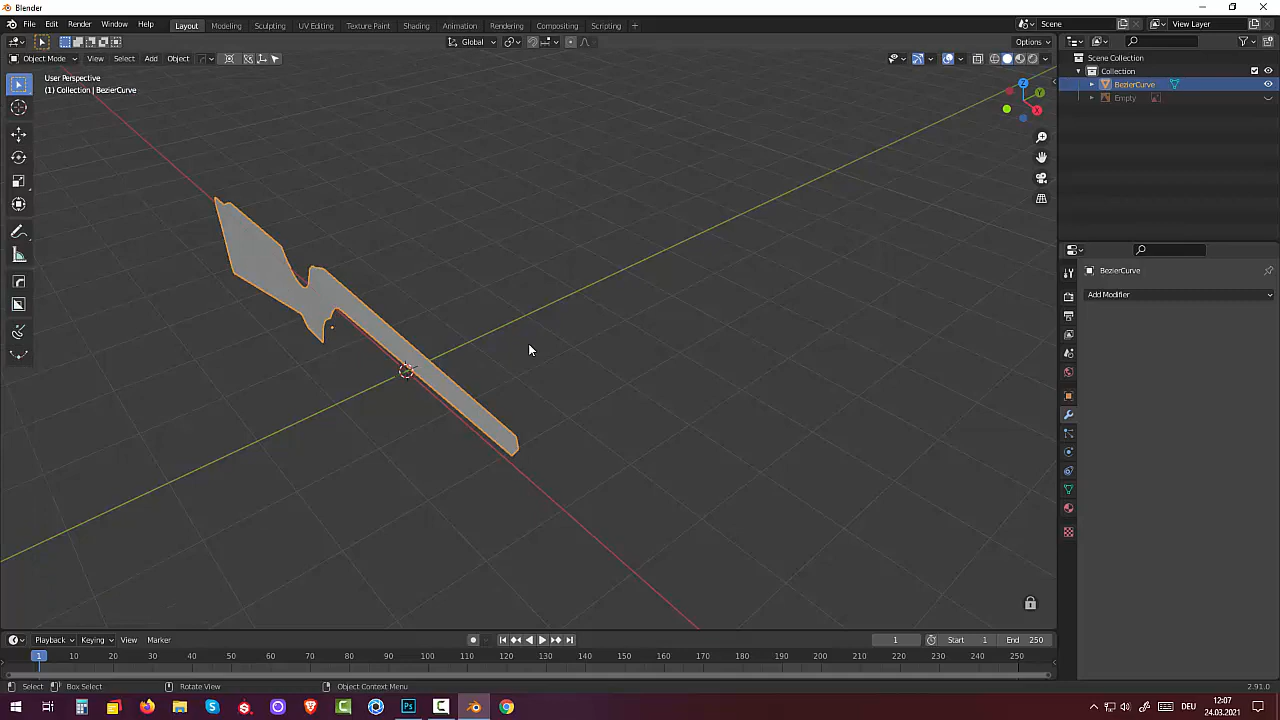 Blender
File Edit Render Window Help Layout Modeling Sculpting UV Editing Texture Paint Shading Animation Rendering Compositing Scripting + Scene View Layer
Global Options
Object Mode View Select Add Object
User Perspective
(1) Collection | BezierCurve
Z
Y
X
Scene Collection
Collection
BezierCurve
Empty
BezierCurve
Add Modifier
Playback Keying View Marker 1 Start 1 End 250
1 10 20 30 40 50 60 70 80 90 100 110 120 130 140 150 160 170 180 190 200 210 220 230 240 250
Select Box Select Rotate View Object Context Menu 2.91.0
Ps DEU 12:07
24.03.2021